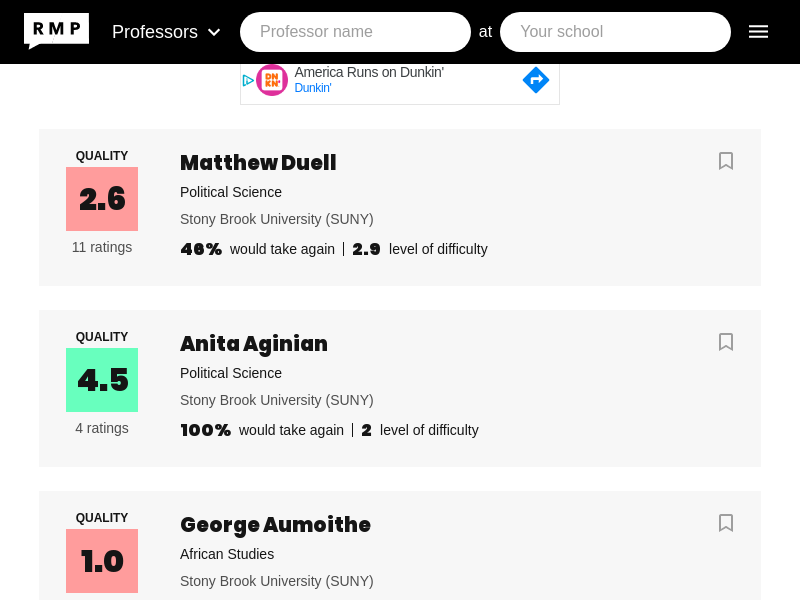 RMP Professors Professor name at Your school
America Runs on Dunkin'
DNKN' Dunkin'
QUALITY
2.6
11 ratings
Matthew Duell
Political Science
Stony Brook University (SUNY)
46% would take again | 2.9 level of difficulty
QUALITY
4.5
4 ratings
Anita Aginian
Political Science
Stony Brook University (SUNY)
100% would take again | 2 level of difficulty
QUALITY
1.0
George Aumoithe
African Studies
Stony Brook University (SUNY)